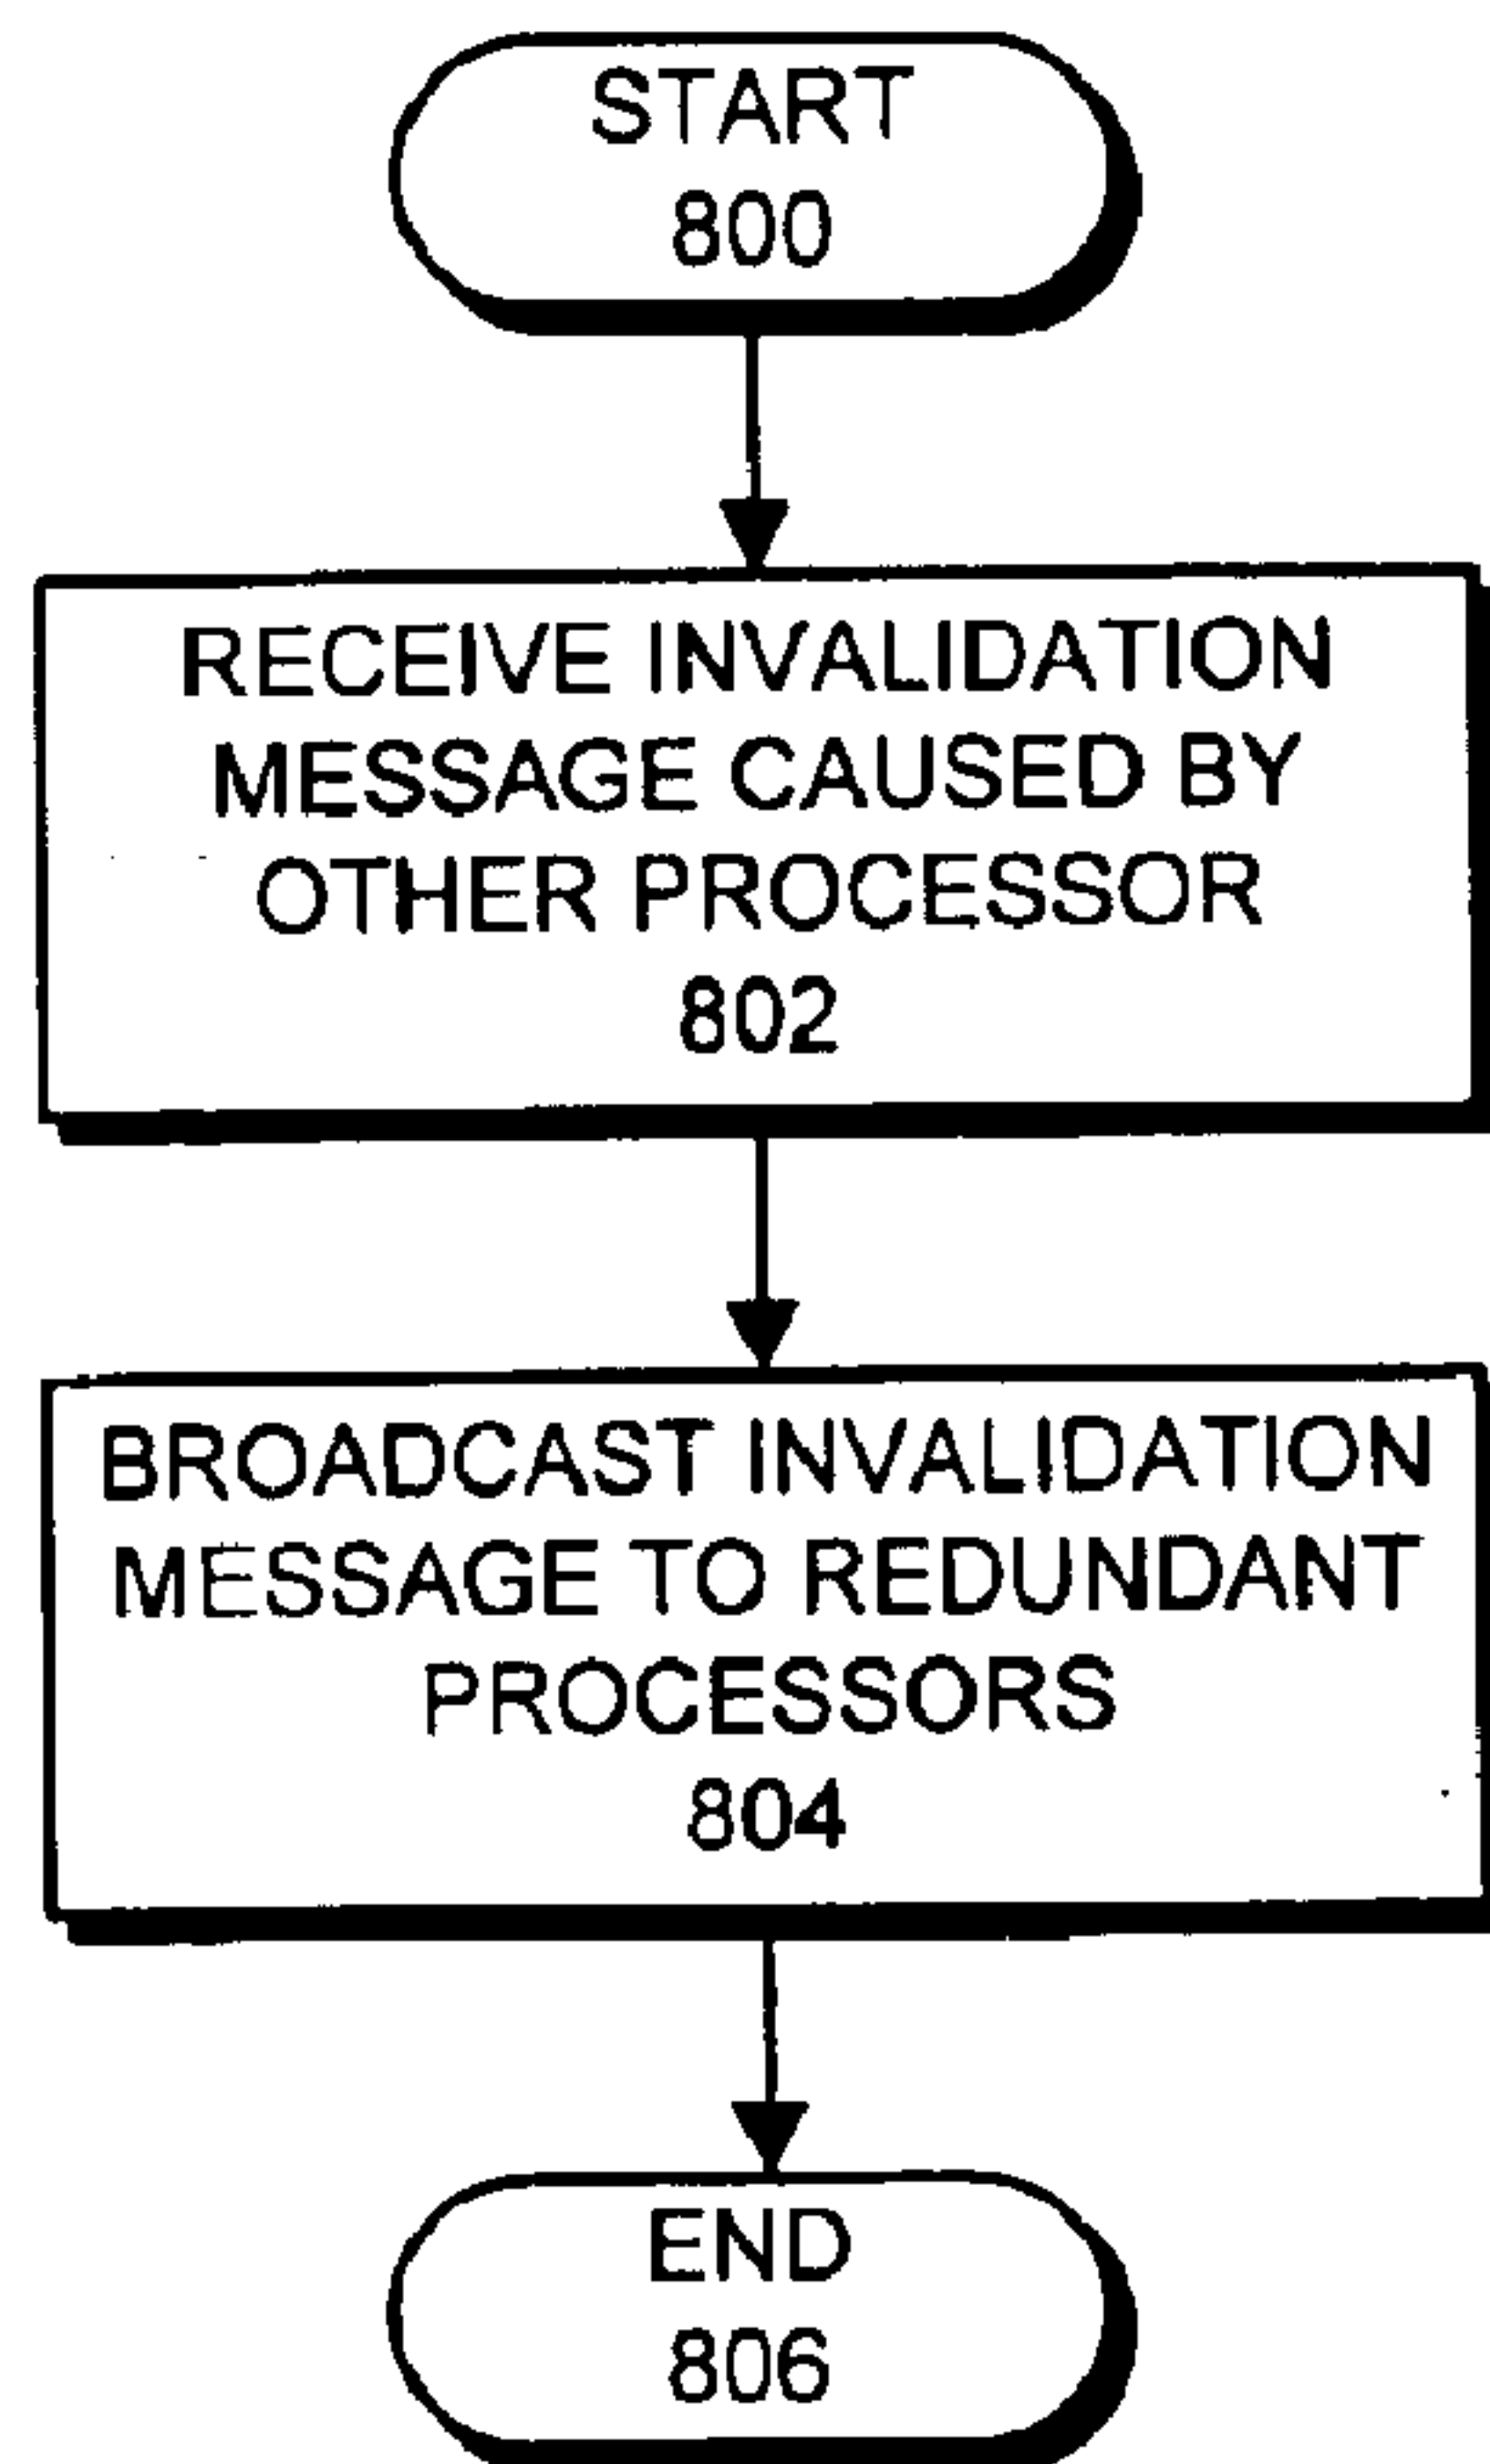 START
800
RECEIVE INVALIDATION
MESSAGE CAUSED BY
OTHER PROCESSOR
802
BROADCAST INVALIDATION
MESSAGE TO REDUNDANT
PROCESSORS
804
END
806